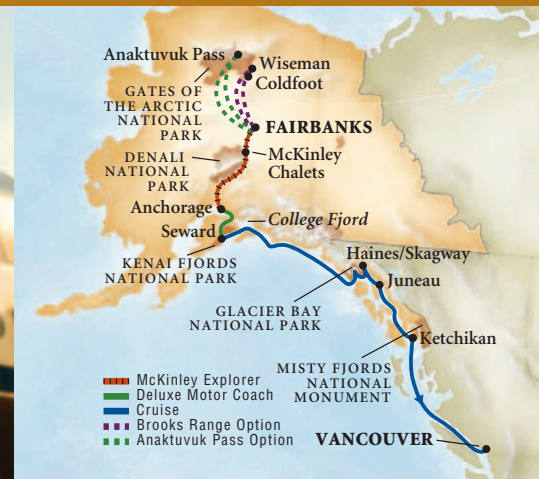 Anaktuvuk Pass
Wiseman
Coldfoot
GATES OF
THE ARCTIC
NATIONAL
PARK
FAIRBANKS
DENALI
NATIONAL
PARK
McKinley
Chalets
Anchorage
College Fjord
Seward
KENAI FJORDS
NATIONAL PARK
Haines/Skagway
Juneau
GLACIER BAY
NATIONAL PARK
Ketchikan
MISTY FJORDS
NATIONAL
MONUMENT
McKinley Explorer
Deluxe Motor Coach
Cruise
Brooks Range Option
Anaktuvuk Pass Option
VANCOUVER